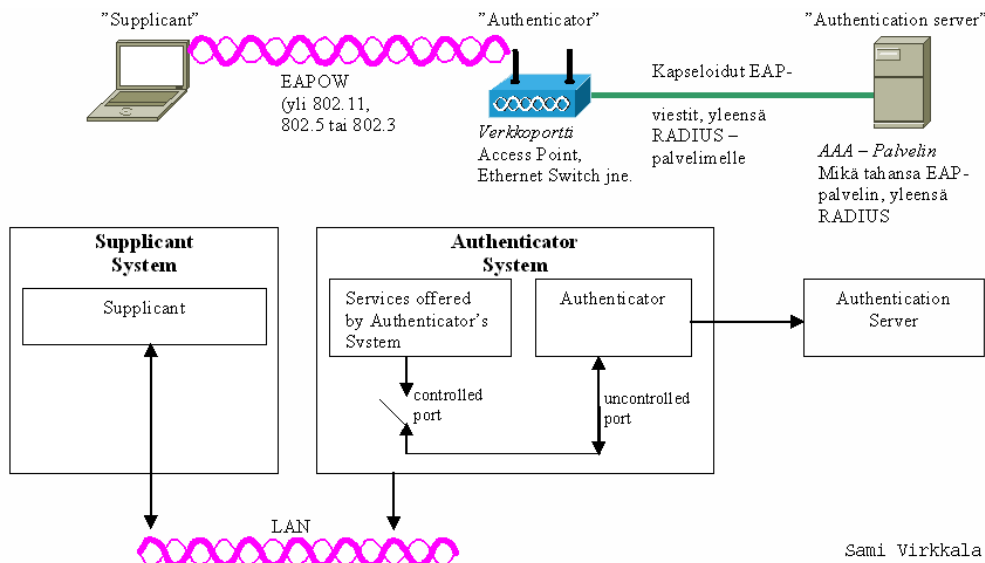 "Supplicant"
"Authenticator"
"Authentication server"
EAPOW
(yli 802.11,
802.5 tai 802.3
Verkkoportti
Access Point,
Ethernet Switch jne.
Kapseloidut EAP-
viestit, yleensä
RADIUS –
palvelimelle
AAA – Palvelin
Mikä tahansa EAP-
palvelin, yleensä
RADIUS
Supplicant
System
Supplicant
Authenticator
System
Services offered
by Authenticator's
System
Authenticator
Authentication
Server
controlled
port
uncontrolled
port
LAN
Sami Virkkala